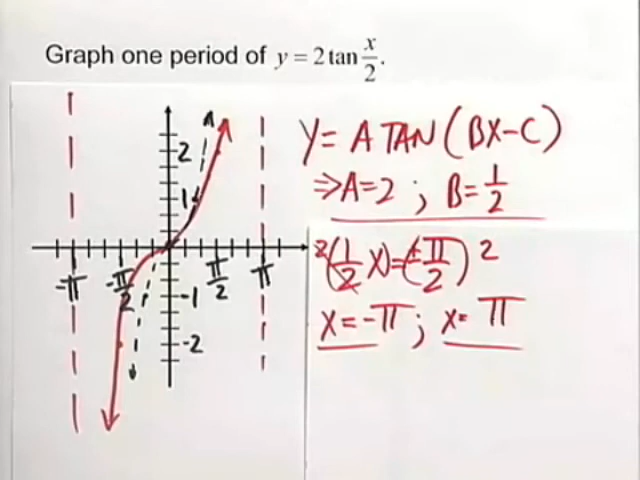 Graph one period of y = 2 tan x/2.
Y = A TAN (BX-C)
⇒ A=2 ; B= 1/2
2(1/2 X) = (± π/2) 2
X = -π ; X = π
2
1
-π -π/2 π/2 π
-1
-2